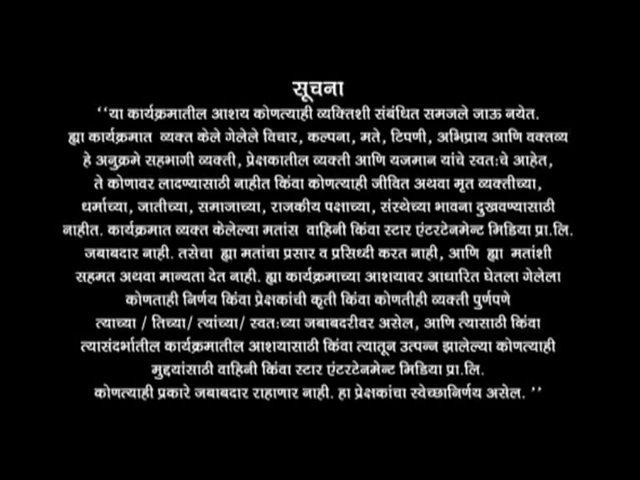 सूचना
‘‘या कार्यक्रमातील आशय कोणत्याही व्यक्तिशी संबंधित समजले जाऊ नयेत.
ह्या कार्यक्रमात व्यक्त केले गेलेले विचार, कल्पना, मते, टिपणी, अभिप्राय आणि वक्तव्य
हे अनुक्रमे सहभागी व्यक्ती, प्रेक्षकातील व्यक्ती आणि यजमान यांचे स्वतःचे आहेत,
ते कोणावर लादण्यासाठी नाहीत किंवा कोणत्याही जीवित अथवा मृत व्यक्तीच्या,
धर्माच्या, जातीच्या, समाजाच्या, राजकीय पक्षाच्या, संस्थेच्या भावना दुखवण्यासाठी
नाहीत. कार्यक्रमात व्यक्त केलेल्या मतांस वाहिनी किंवा स्टार एंटरटेनमेन्ट मिडिया प्रा.लि.
जबाबदार नाही. तसेचा ह्या मतांचा प्रसार व प्रसिध्दी करत नाही, आणि ह्या मतांशी
सहमत अथवा मान्यता देत नाही. ह्या कार्यक्रमाच्या आशयावर आधारित घेतला गेलेला
कोणताही निर्णय किंवा प्रेक्षकांची कृती किंवा कोणतीही व्यक्ती पुर्णपणे
त्याच्या / तिच्या/ त्यांच्या/ स्वतःच्या जबाबदरीवर असेल, आणि त्यासाठी किंवा
त्यासंदर्भातील कार्यक्रमातील आशयासाठी किंवा त्यातून उत्पन्न झालेल्या कोणत्याही
मुद्दयांसाठी वाहिनी किंवा स्टार एंटरटेनमेन्ट मिडिया प्रा.लि.
कोणत्याही प्रकारे जबाबदार राहाणार नाही. हा प्रेक्षकांचा स्वेच्छानिर्णय असेल. ’’